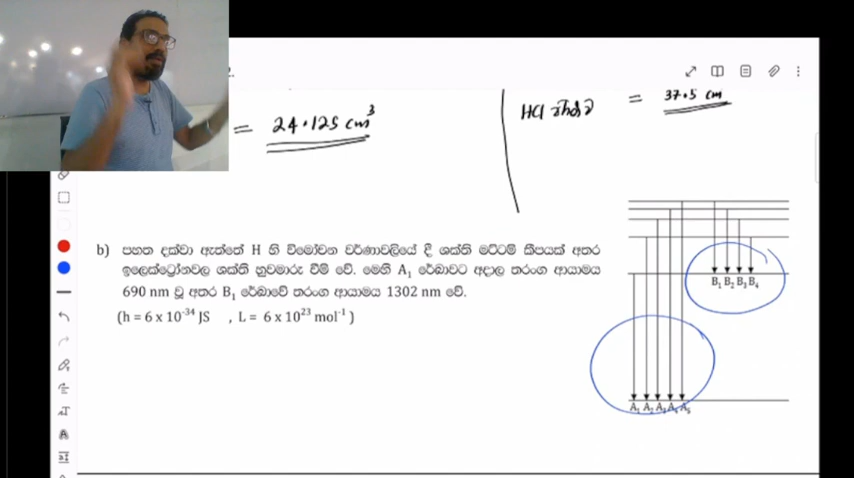 = 24.125 cm³
HCl = 37.5 cm
b) පහත දක්වා ඇත්තේ H හි විමෝචන වර්ණාවලියේ දී ශක්ති මට්ටම් කීපයක් අතර
ඉලෙක්ට්‍රෝනවල ශක්ති හුවමාරු වීම් වේ. මෙහි A₁ රේඛාවට අදාල තරංග ආයාමය
690 nm වූ අතර B₁ රේඛාවේ තරංග ආයාමය 1302 nm වේ.
(h = 6 x 10⁻³⁴ JS , L = 6 x 10²³ mol⁻¹ )
B₁ B₂ B₃ B₄
A₁ A₂ A₃ A₄ A₅